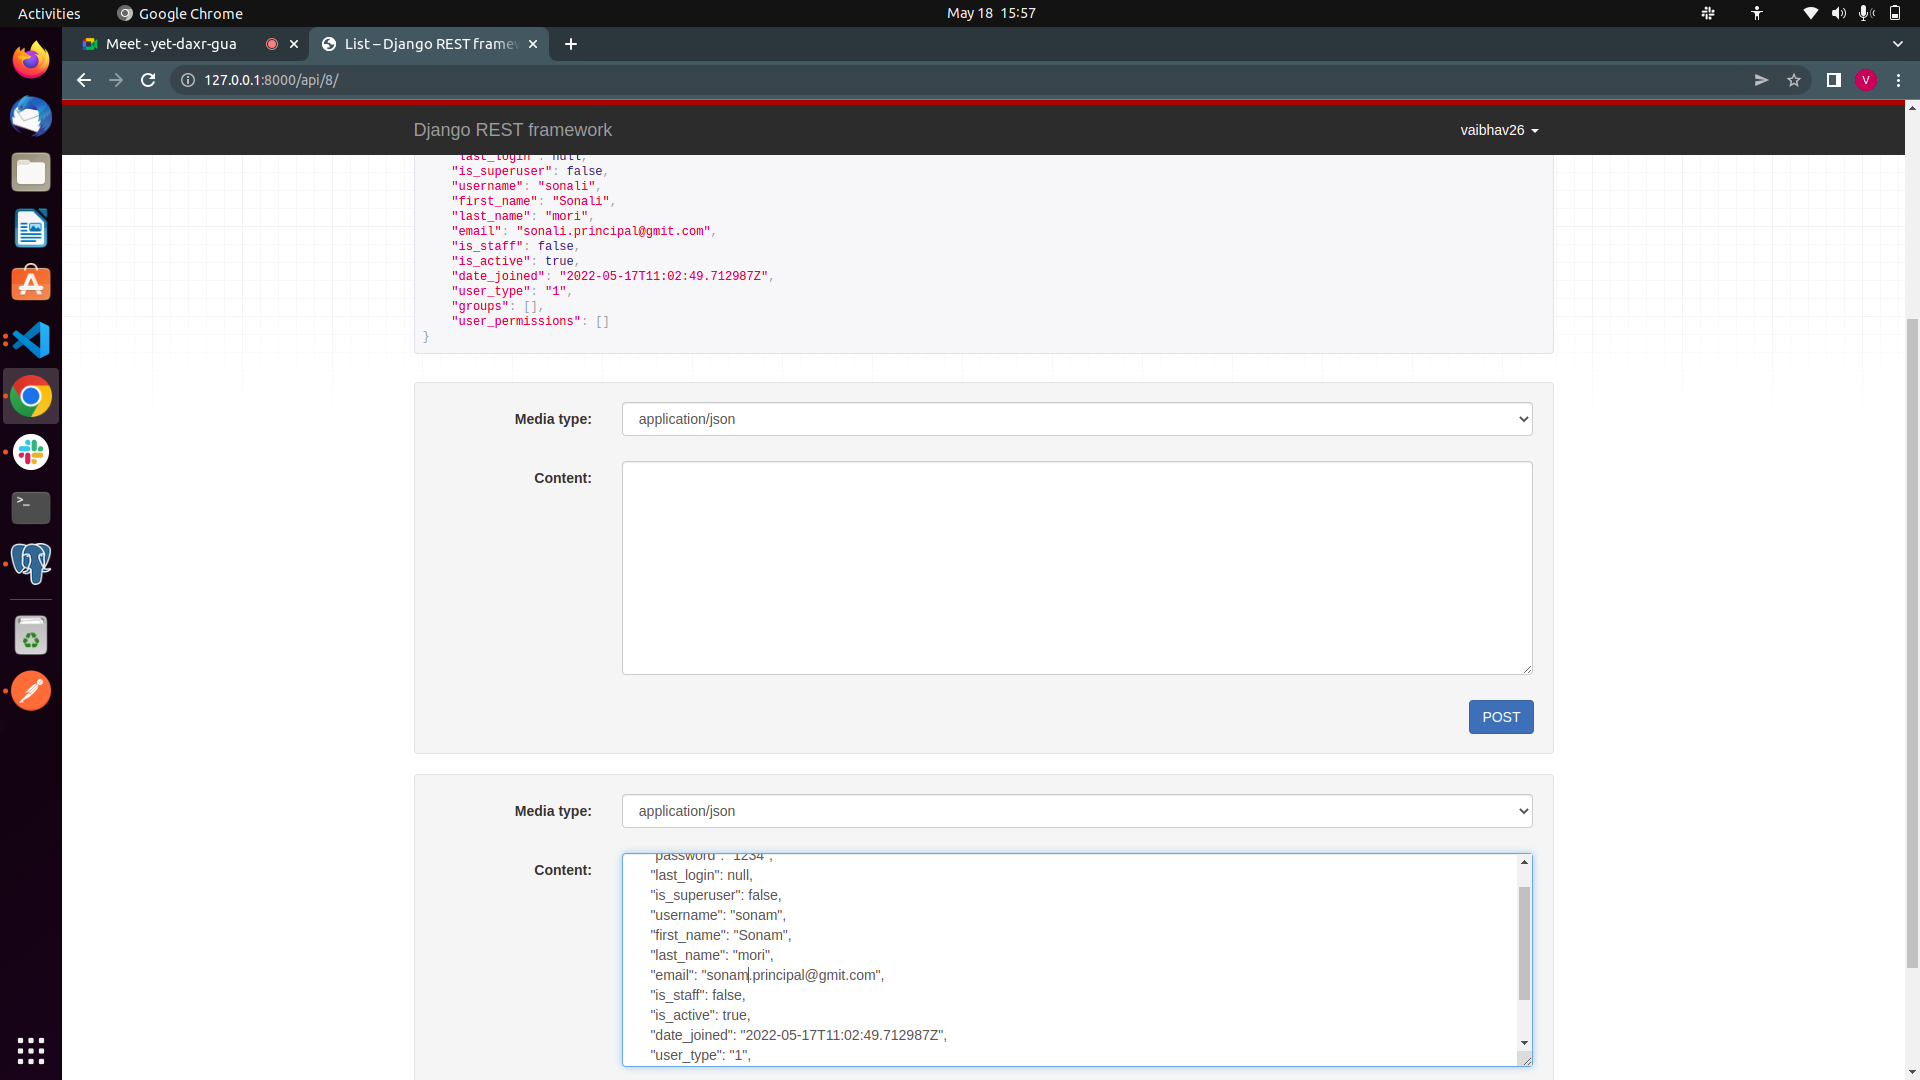 Activities
Google Chrome
May 18 15:57
Meet - yet-daxr-gua
List – Django REST framew
127.0.0.1:8000/api/8/
V
Django REST framework
vaibhav26
"last_login": null,
"is_superuser": false,
"username": "sonali",
"first_name": "Sonali",
"last_name": "mori",
"email": "sonali.principal@gmit.com",
"is_staff": false,
"is_active": true,
"date_joined": "2022-05-17T11:02:49.712987Z",
"user_type": "1",
"groups": [],
"user_permissions": []
}
Media type:
application/json
Content:
POST
Media type:
application/json
Content:
"password": "1234",
"last_login": null,
"is_superuser": false,
"username": "sonam",
"first_name": "Sonam",
"last_name": "mori",
"email": "sonam.principal@gmit.com",
"is_staff": false,
"is_active": true,
"date_joined": "2022-05-17T11:02:49.712987Z",
"user_type": "1",